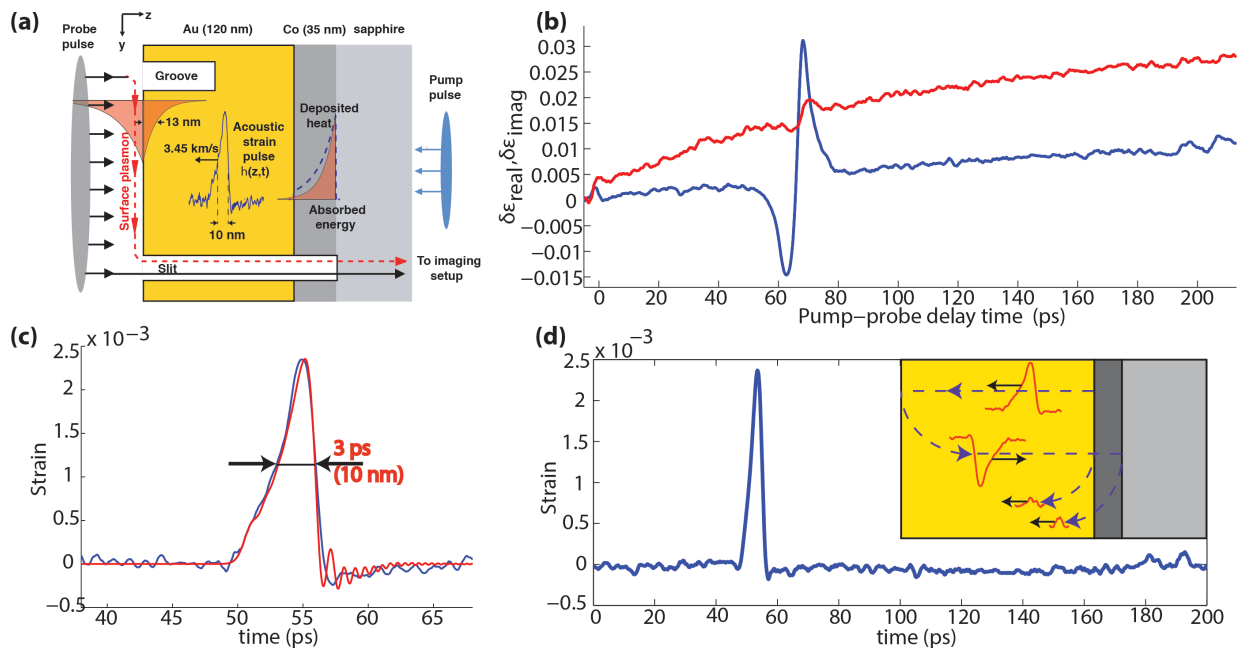 (a)
z
y
Probe
pulse
Au (120 nm)
Co (35 nm)
sapphire
Groove
Pump
pulse
13 nm
Deposited
heat
Acoustic
strain
pulse
h(z,t)
3.45 km/s
Surface plasmon
Absorbed
energy
10 nm
To imaging
setup
Slit
(b)
δεreal,δεimag
0.03
0.025
0.02
0.015
0.01
0.005
0
−0.005
−0.01
−0.015
0 20 40 60 80 100 120 140 160 180 200
Pump−probe delay time (ps)
(c)
x 10−3
Strain
2.5
2
1.5
1
0.5
0
−0.5
3 ps
(10 nm)
40 45 50 55 60 65
time (ps)
(d)
x 10−3
Strain
2.5
2
1.5
1
0.5
0
−0.5
0 20 40 60 80 100 120 140 160 180 200
time (ps)